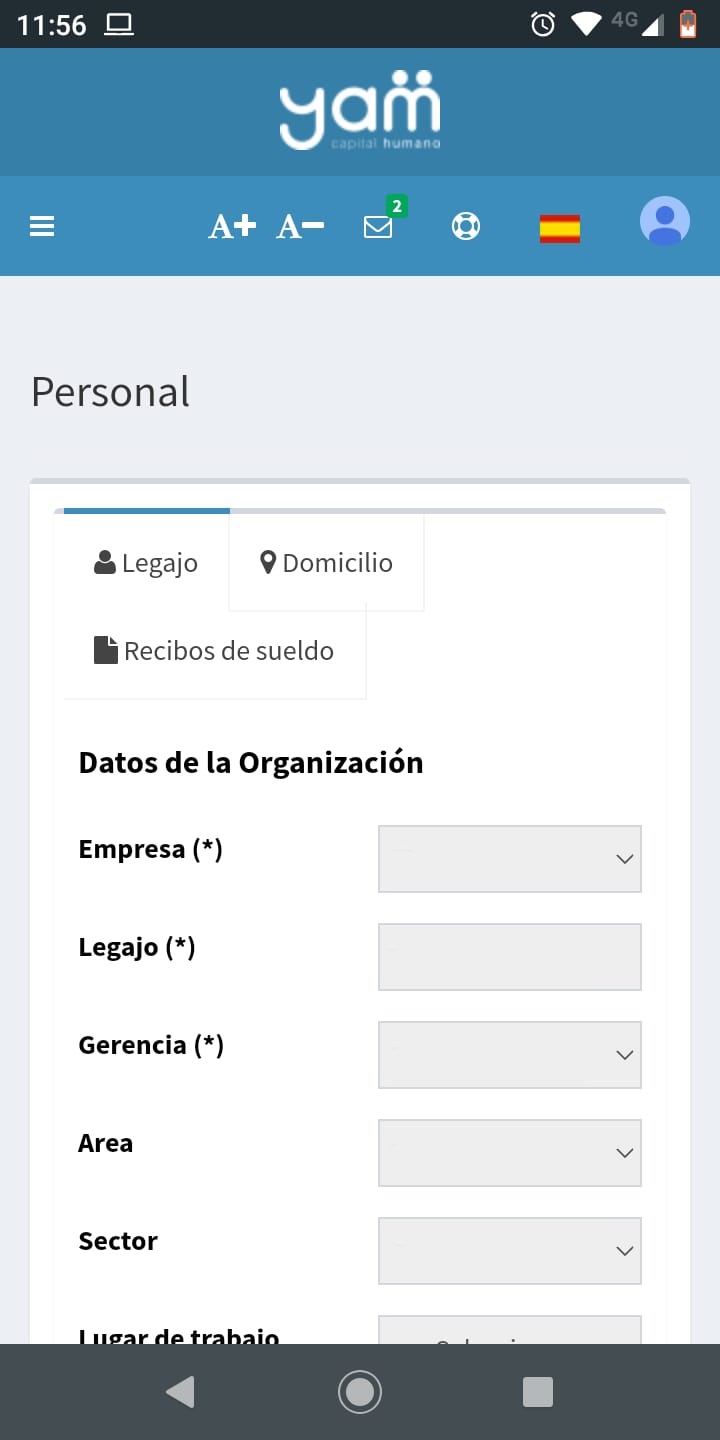 11:56
4G
yam
capital humano
A+ A-
2
Personal
Legajo
Domicilio
Recibos de sueldo
Datos de la Organización
Empresa (*)
Legajo (*)
Gerencia (*)
Area
Sector
Lugar de trabajo